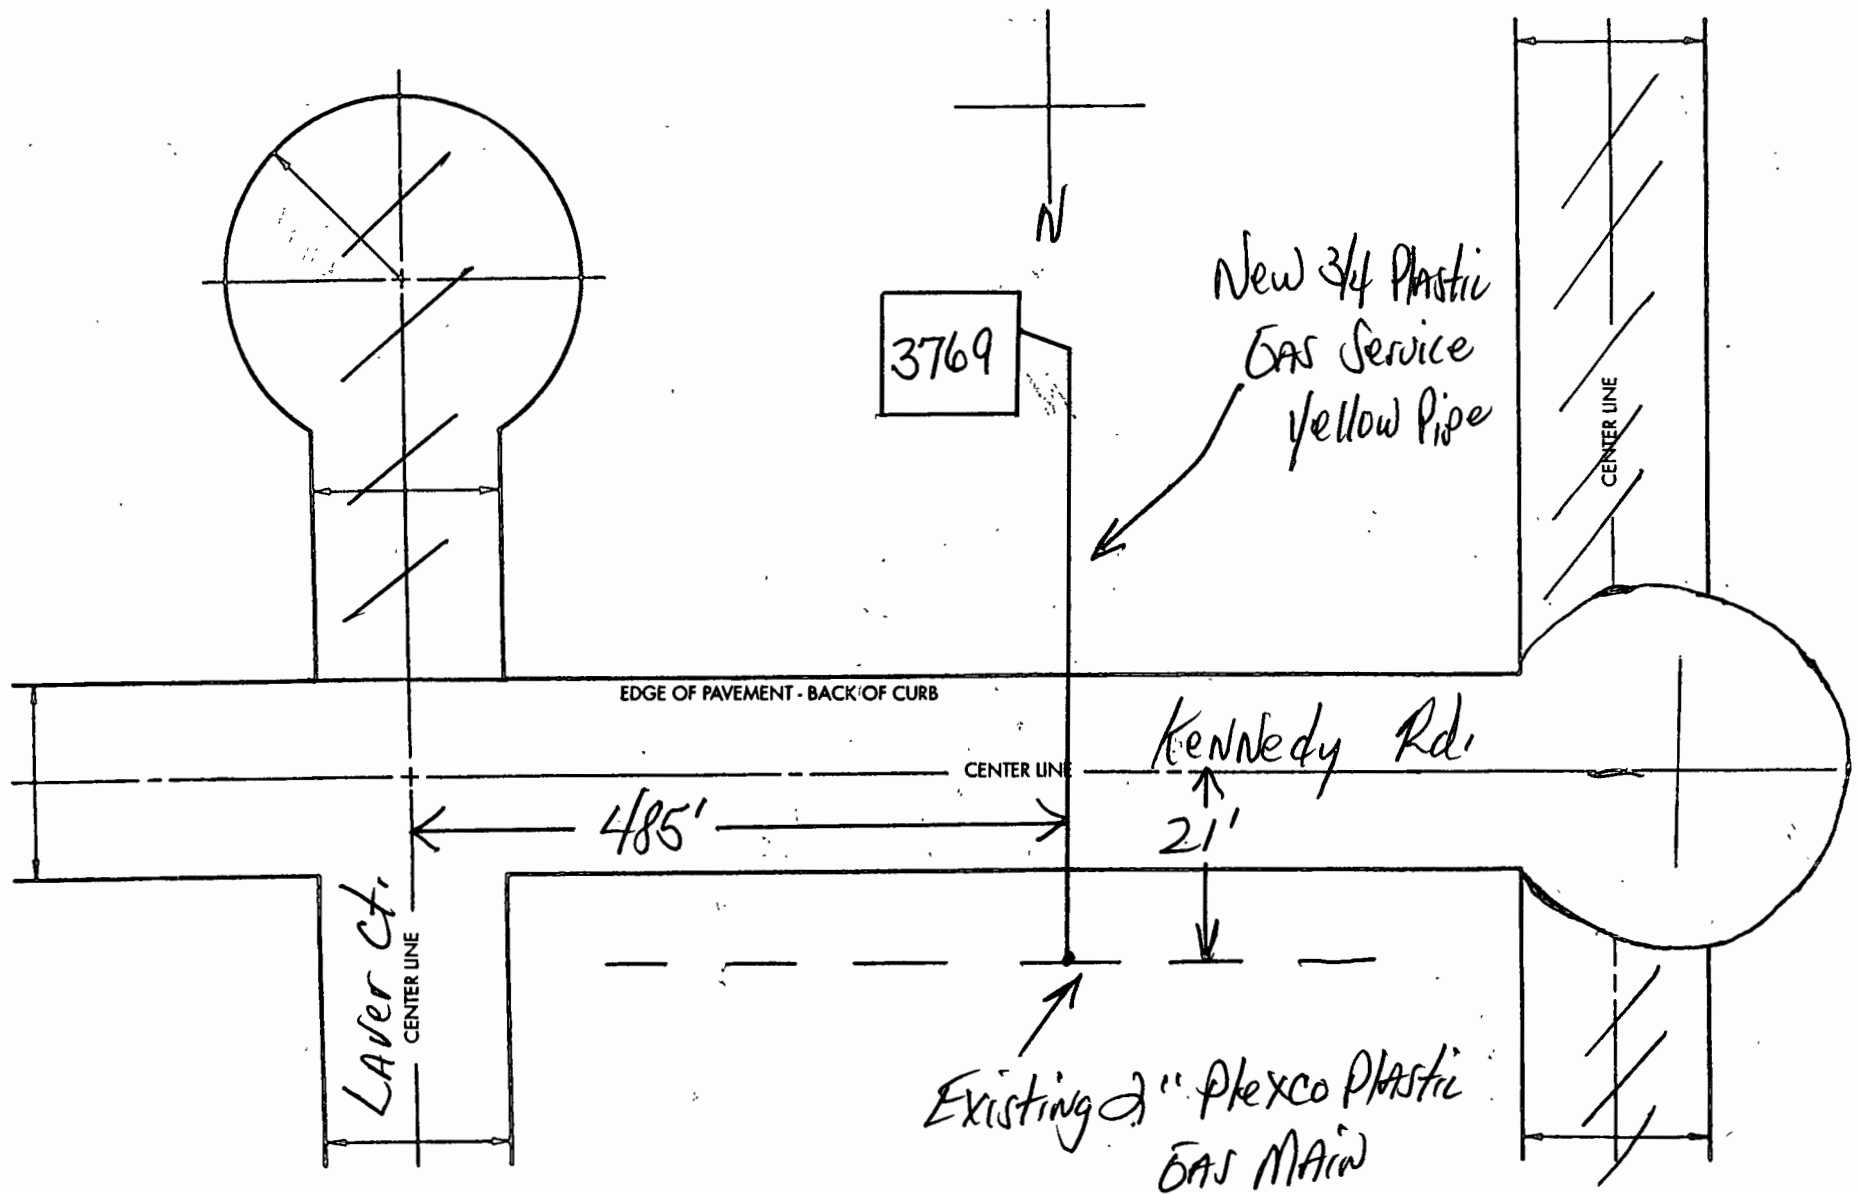 N
3769
New 3/4 Plastic
Gas Service
Yellow Pipe
CENTER LINE
EDGE OF PAVEMENT - BACK OF CURB
Kennedy Rd.
CENTER LINE
485'
21'
Laver Ct.
CENTER LINE
Existing 2" Plexco Plastic
Gas Main